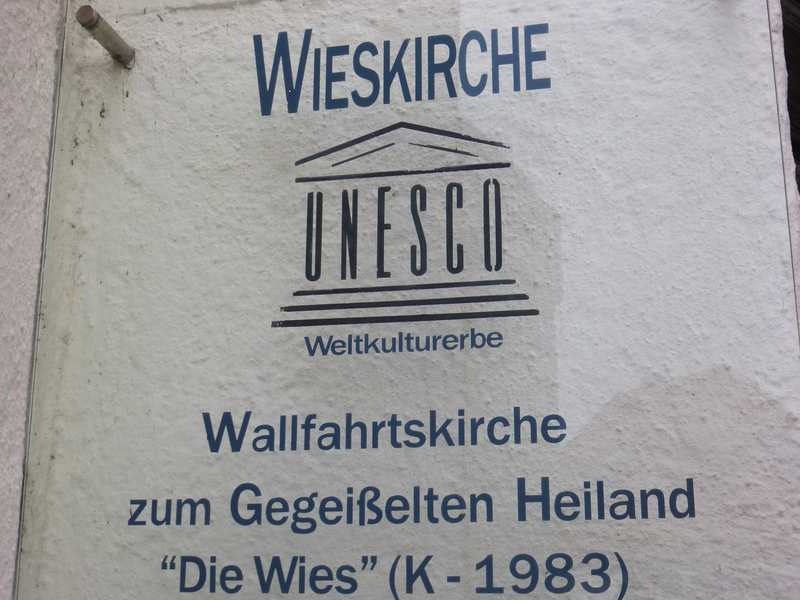 WIESKIRCHE
UNESCO
Weltkulturerbe
Wallfahrtskirche
zum Gegeißelten Heiland
“Die Wies” (K - 1983)